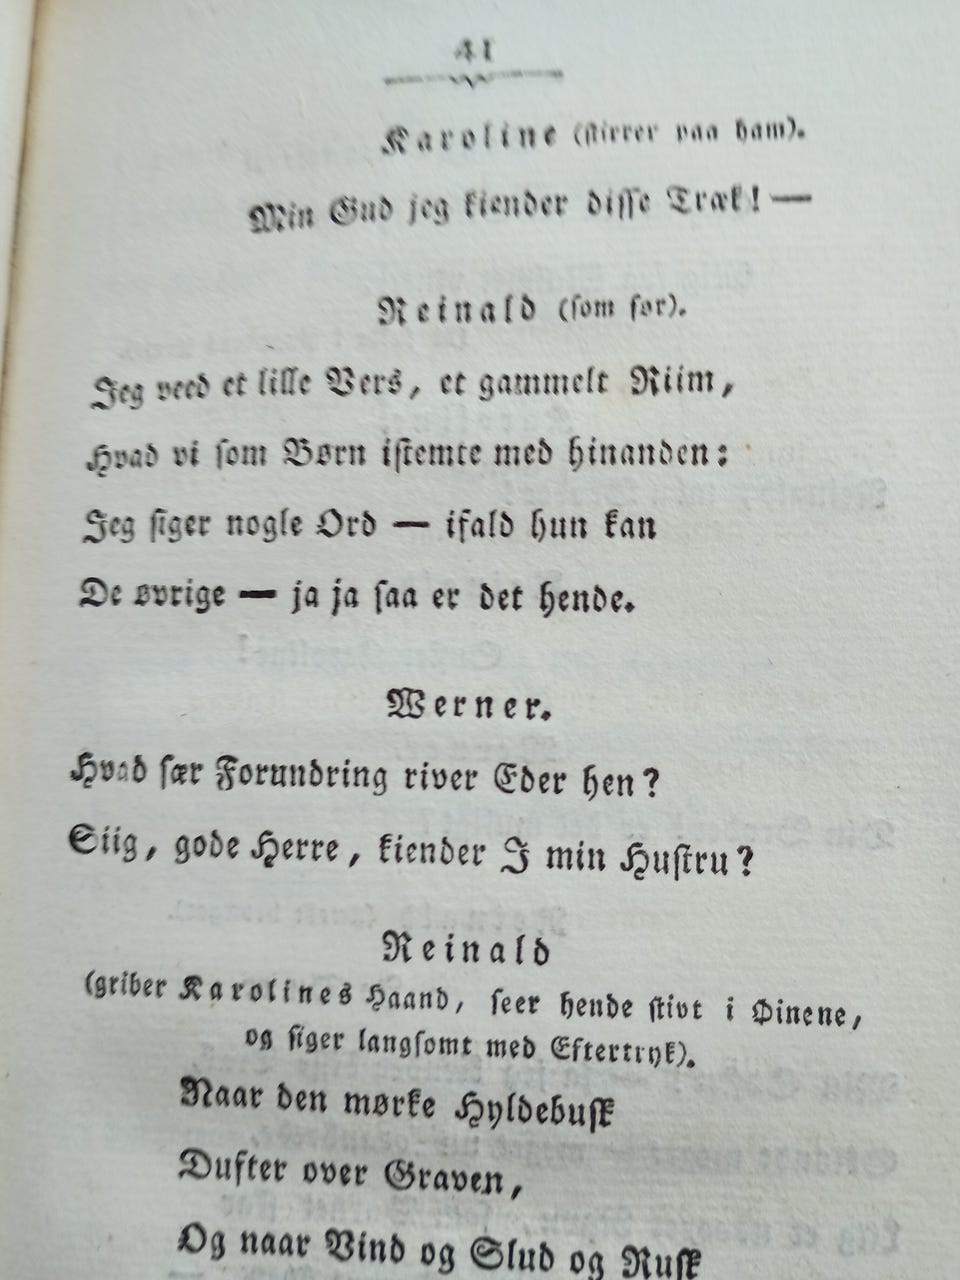 41
Karoline (stirrer paa ham).
Min Gud jeg kiender disse Træk! —
Reinald (som før).
Jeg veed et lille Vers, et gammelt Riim,
Hvad vi som Børn istemte med hinanden:
Jeg siger nogle Ord — ifald hun kan
De øvrige — ja ja saa er det hende.
Werner.
Hvad sær Forundring river Eder hen?
Siig, gode Herre, kiender I min Hustru?
Reinald
(griber Karolines Haand, seer hende stivt i Øinene,
og siger langsomt med Eftertryk).
Naar den mørke Hyldebusk
Dufter over Graven,
Og naar Vind og Slud og Rusk